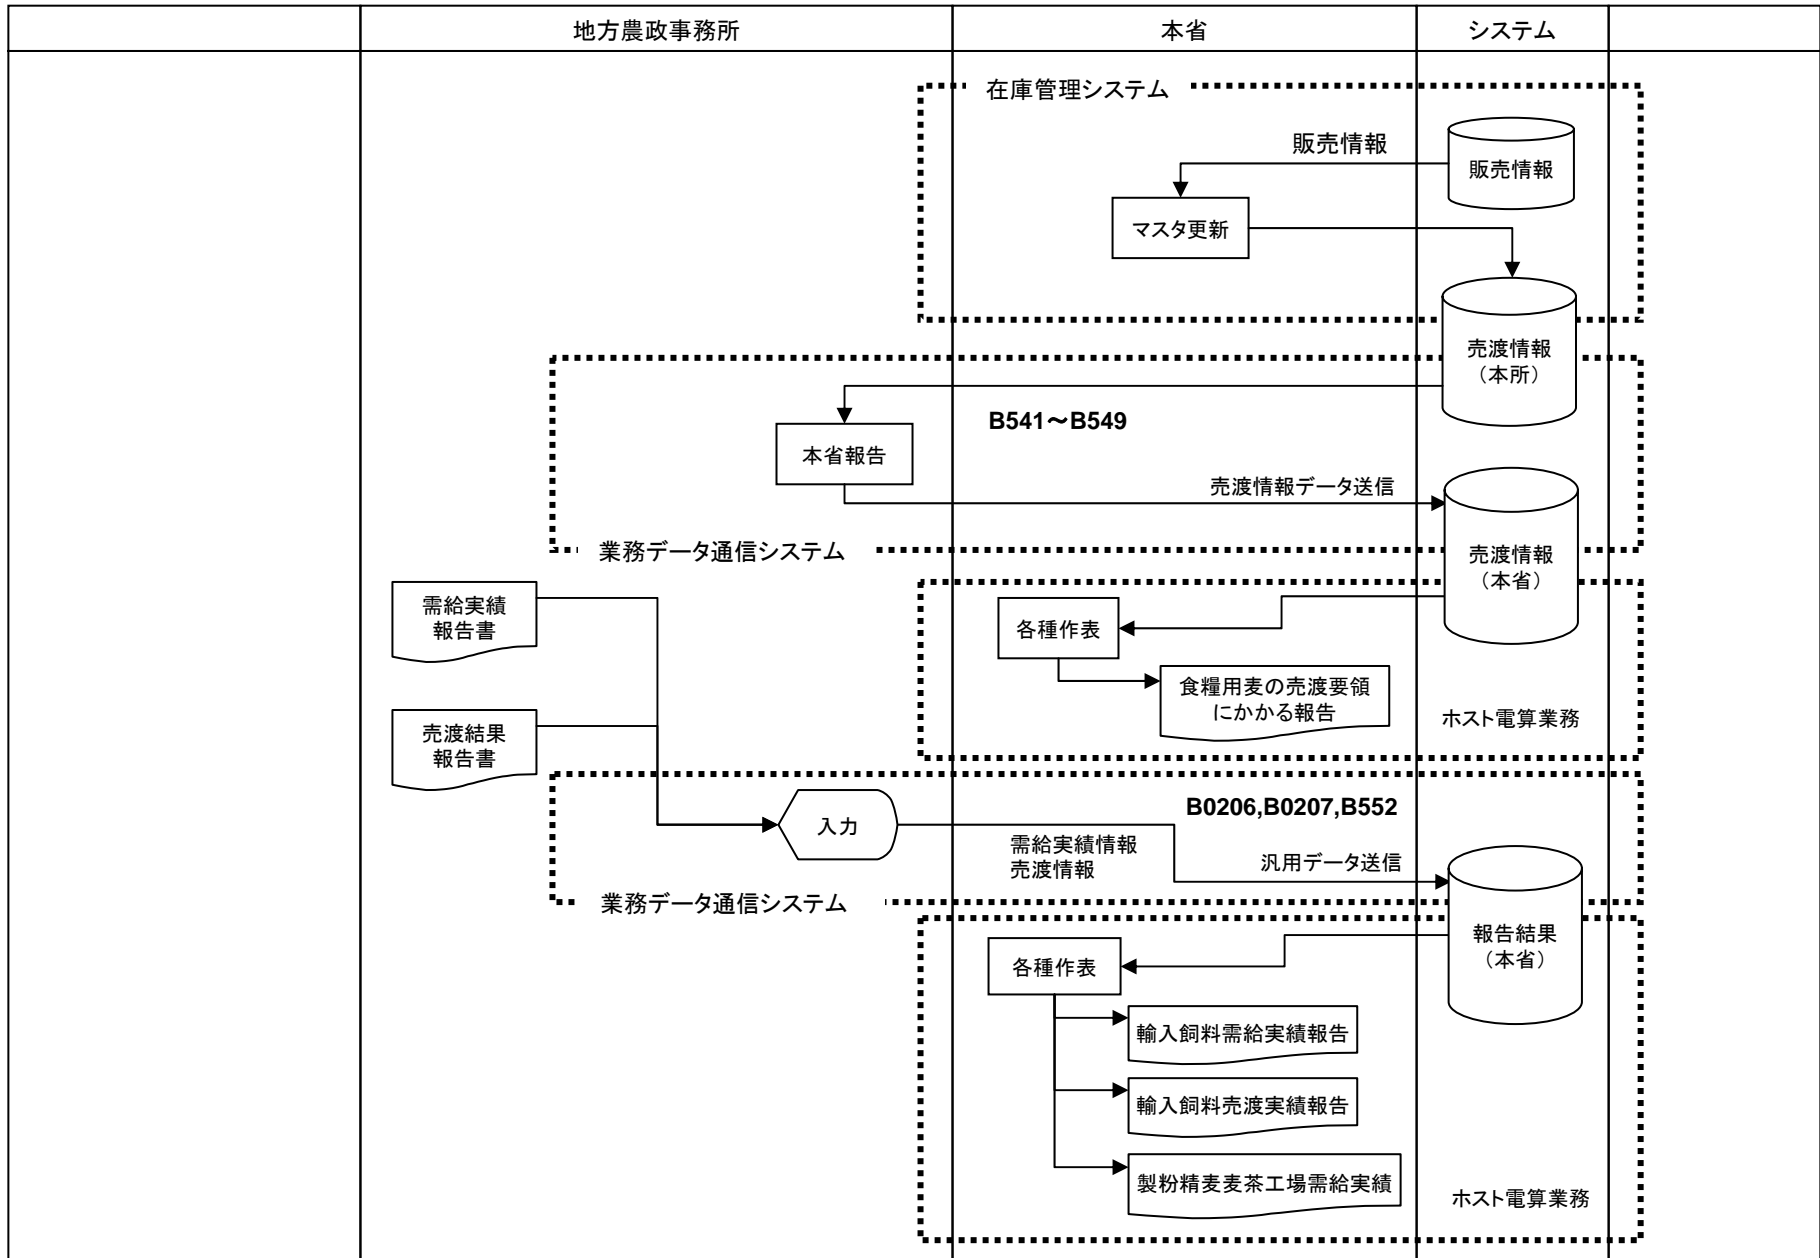 地方農政事務所
本省
システム
在庫管理システム
販売情報
販売情報
マスタ更新
売渡情報
（本所）
B541～B549
本省報告
売渡情報データ送信
業務データ通信システム
売渡情報
（本省）
需給実績
報告書
各種作表
食糧用麦の売渡要領
にかかる報告
ホスト電算業務
売渡結果
報告書
B0206,B0207,B552
入力
需給実績情報
売渡情報
汎用データ送信
業務データ通信システム
報告結果
（本省）
各種作表
輸入飼料需給実績報告
輸入飼料売渡実績報告
製粉精麦麦茶工場需給実績
ホスト電算業務